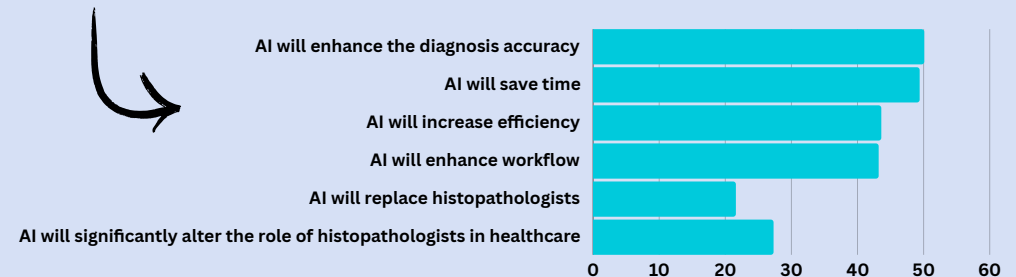 AI will enhance the diagnosis accuracy
AI will save time
AI will increase efficiency
AI will enhance workflow
AI will replace histopathologists
AI will significantly alter the role of histopathologists in healthcare
0 10 20 30 40 50 60